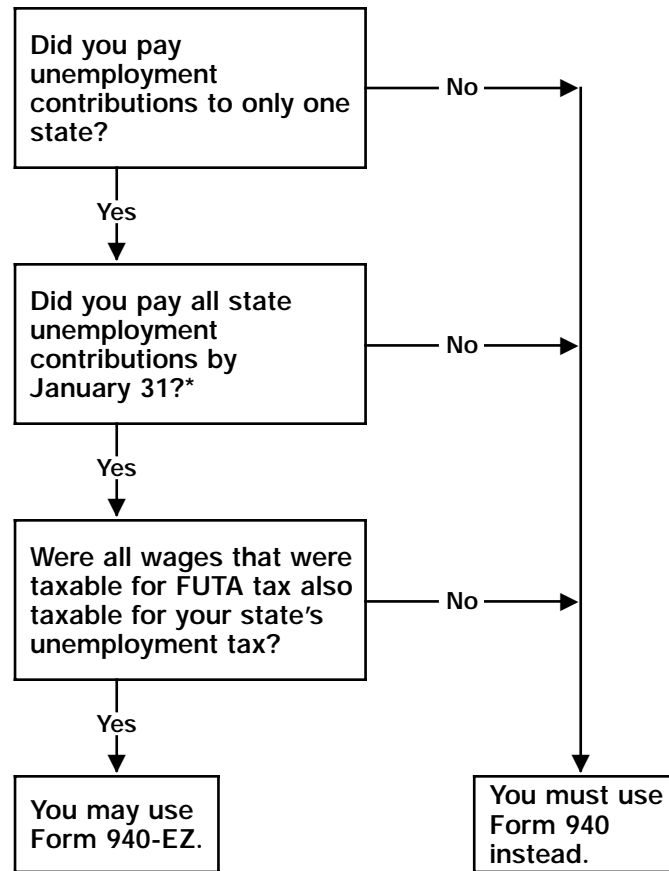 Did you pay
unemployment
contributions to only one
state?
No
Yes
Did you pay all state
unemployment
contributions by
January 31?*
No
Yes
Were all wages that were
taxable for FUTA tax also
taxable for your state's
unemployment tax?
No
Yes
You may use
Form 940-EZ.
You must use
Form 940
instead.